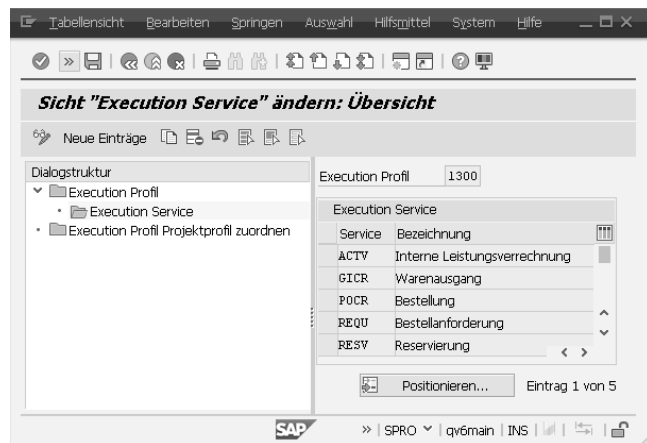 Tabellensicht Bearbeiten Springen Auswahl Hilfsmittel System Hilfe
Sicht "Execution Service" ändern: Übersicht
Neue Einträge
Dialogstruktur
Execution Profil
Execution Service
Execution Profil Projektprofil zuordnen
Execution Profil 1300
Execution Service
Service Bezeichnung
ACTV Interne Leistungsverrechnung
GICR Warenausgang
POCR Bestellung
REQU Bestellanforderung
RESV Reservierung
Positionieren... Eintrag 1 von 5
SAP » | SPRO | qv6main | INS